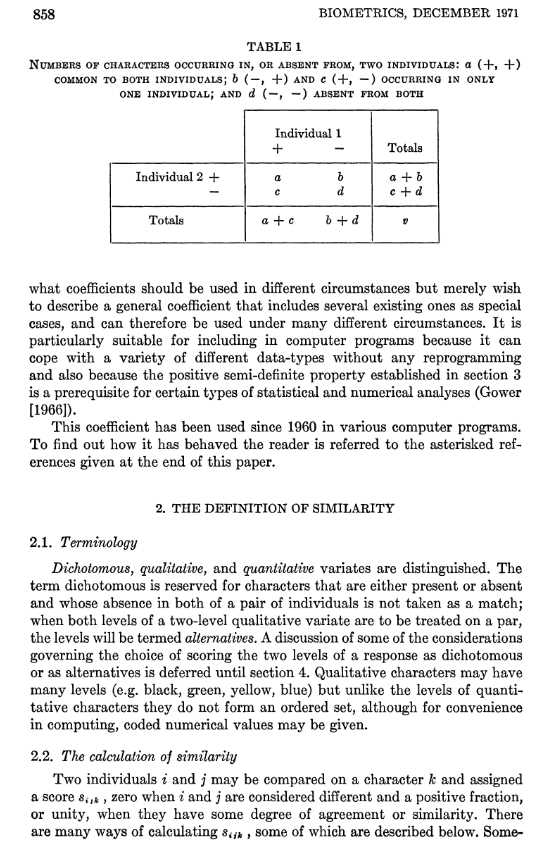 858
BIOMETRICS, DECEMBER 1971
TABLE 1
NUMBERS OF CHARACTERS OCCURRING IN, OR ABSENT FROM, TWO INDIVIDUALS: a (+, +)
COMMON TO BOTH INDIVIDUALS; b (−, +) AND c (+, −) OCCURRING IN ONLY
ONE INDIVIDUAL; AND d (−, −) ABSENT FROM BOTH
Individual 1
+ − Totals
Individual 2 + a b a + b
− c d c + d
Totals a + c b + d v
what coefficients should be used in different circumstances but merely wish
to describe a general coefficient that includes several existing ones as special
cases, and can therefore be used under many different circumstances. It is
particularly suitable for including in computer programs because it can
cope with a variety of different data-types without any reprogramming
and also because the positive semi-definite property established in section 3
is a prerequisite for certain types of statistical and numerical analyses (Gower
[1966]).
This coefficient has been used since 1960 in various computer programs.
To find out how it has behaved the reader is referred to the asterisked ref-
erences given at the end of this paper.
2. THE DEFINITION OF SIMILARITY
2.1. Terminology
Dichotomous, qualitative, and quantitative variates are distinguished. The
term dichotomous is reserved for characters that are either present or absent
and whose absence in both of a pair of individuals is not taken as a match;
when both levels of a two-level qualitative variate are to be treated on a par,
the levels will be termed alternatives. A discussion of some of the considerations
governing the choice of scoring the two levels of a response as dichotomous
or as alternatives is deferred until section 4. Qualitative characters may have
many levels (e.g. black, green, yellow, blue) but unlike the levels of quanti-
tative characters they do not form an ordered set, although for convenience
in computing, coded numerical values may be given.
2.2. The calculation of similarity
Two individuals i and j may be compared on a character k and assigned
a score s_ijk , zero when i and j are considered different and a positive fraction,
or unity, when they have some degree of agreement or similarity. There
are many ways of calculating s_ijk , some of which are described below. Some-